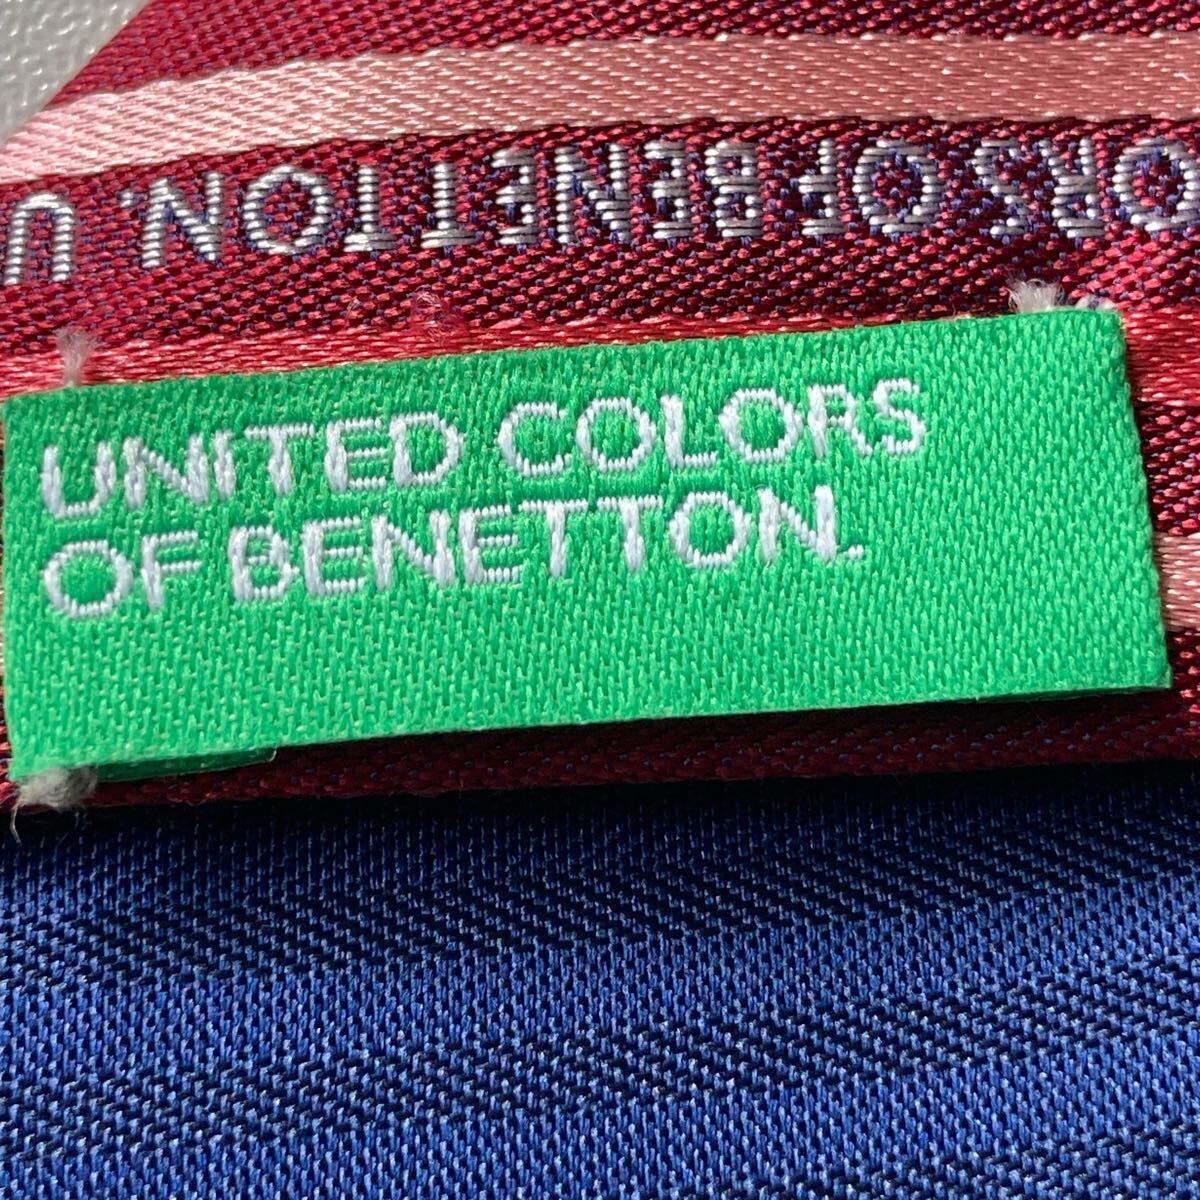 ORS OF BENETTON. U
UNITED COLORS
OF BENETTON.